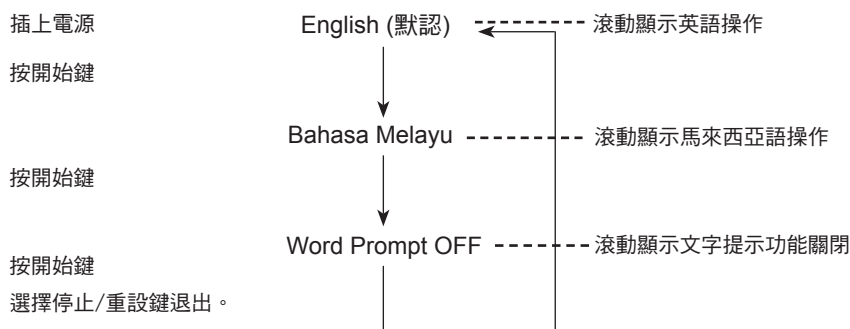 插上電源
English (默認)
滾動顯示英語操作
按開始鍵
Bahasa Melayu
滾動顯示馬來西亞語操作
按開始鍵
Word Prompt OFF
滾動顯示文字提示功能關閉
按開始鍵
選擇停止/重設鍵退出。